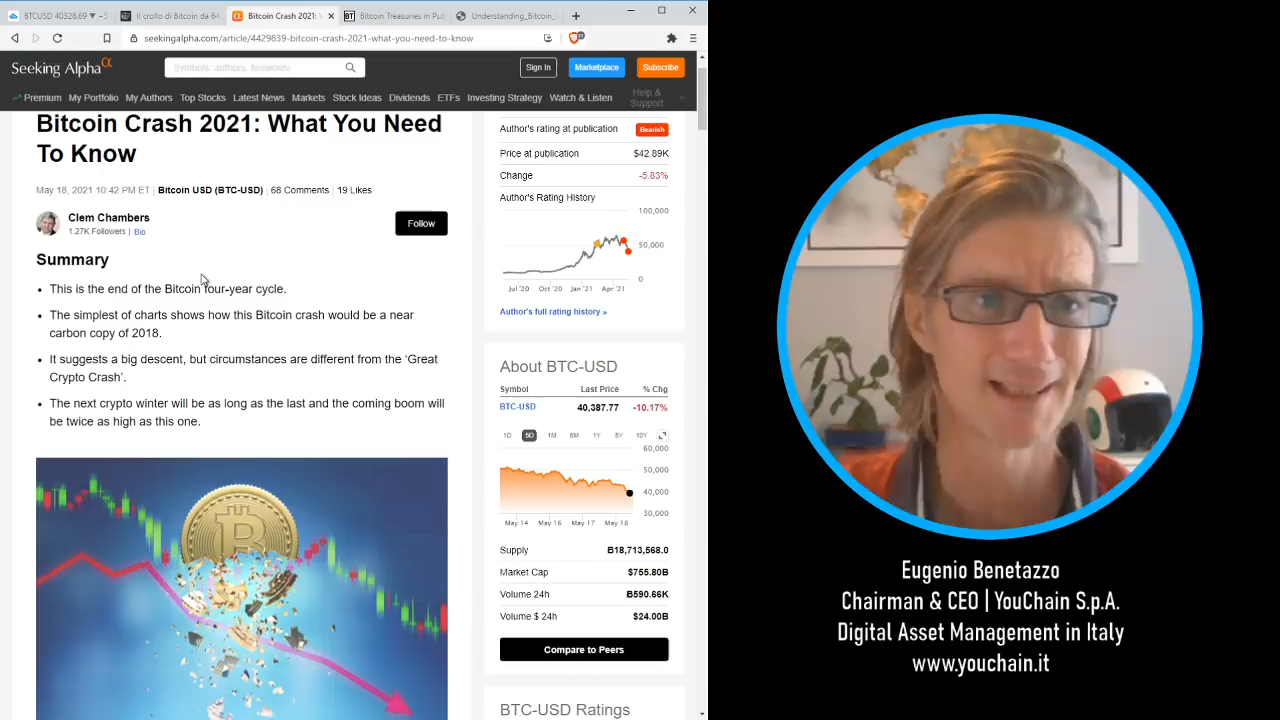 BTCUSD 40328.69 ▼ −5
Il crollo di Bitcoin da 64.
Bitcoin Crash 2021:
Bitcoin Treasuries in Pub
Understanding_Bitcoin_
seekingalpha.com/article/4429839-bitcoin-crash-2021-what-you-need-to-know
Seeking Alpha α
Symbols, authors, keywords
Sign In
Marketplace
Subscribe
Premium My Portfolio My Authors Top Stocks Latest News Markets Stock Ideas Dividends ETFs Investing Strategy Watch & Listen Help & Support
Bitcoin Crash 2021: What You Need
To Know
May 18, 2021 10:42 PM ET | Bitcoin USD (BTC-USD) | 68 Comments | 19 Likes
Clem Chambers
1.27K Followers | Bio
Follow
Summary
• This is the end of the Bitcoin four-year cycle.
• The simplest of charts shows how this Bitcoin crash would be a near
carbon copy of 2018.
• It suggests a big descent, but circumstances are different from the ‘Great
Crypto Crash’.
• The next crypto winter will be as long as the last and the coming boom will
be twice as high as this one.
Author's rating at publication Bearish
Price at publication $42.89K
Change -5.83%
Author's Rating History
100,000
50,000
0
Jul '20 Oct '20 Jan '21 Apr '21
Author's full rating history »
About BTC-USD
Symbol Last Price % Chg
BTC-USD 40,387.77 -10.17%
1D 5D 1M 6M 1Y 5Y 10Y
60,000
50,000
40,000
30,000
May 14 May 16 May 17 May 18
Supply Ƀ18,713,568.0
Market Cap $755.80B
Volume 24h Ƀ590.66K
Volume $ 24h $24.00B
Compare to Peers
BTC-USD Ratings
Eugenio Benetazzo
Chairman & CEO | YouChain S.p.A.
Digital Asset Management in Italy
www.youchain.it